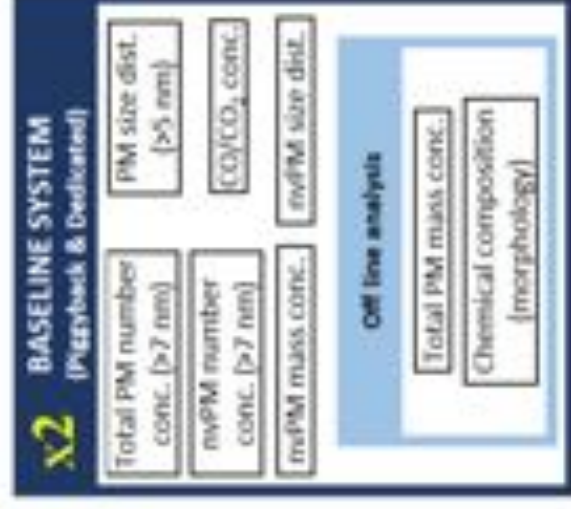 x2
BASELINE SYSTEM
(Piggyback & Dedicated)
Total PM number
conc. (>7 nm)
PM size dist.
(>5 nm)
nvPM number
conc. (>7 nm)
CO/CO₂ conc.
nvPM mass conc.
nvPM size dist.
Off line analysis
Total PM mass conc.
Chemical composition
(morphology)